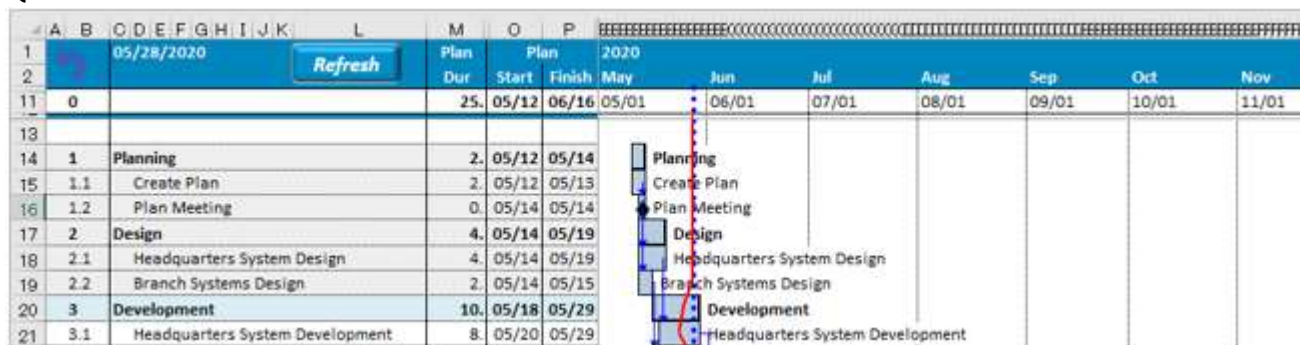 A B C D E F G H I J K L M O P
1 05/28/2020 Refresh Plan Plan 2020
2 Dur Start Finish May Jun Jul Aug Sep Oct Nov
11 0 25. 05/12 06/16 05/01 06/01 07/01 08/01 09/01 10/01 11/01
13
14 1 Planning 2. 05/12 05/14 Planning
15 1.1 Create Plan 2. 05/12 05/13 Create Plan
16 1.2 Plan Meeting 0. 05/14 05/14 Plan Meeting
17 2 Design 4. 05/14 05/19 Design
18 2.1 Headquarters System Design 4. 05/14 05/19 Headquarters System Design
19 2.2 Branch Systems Design 2. 05/14 05/15 Branch Systems Design
20 3 Development 10. 05/18 05/29 Development
21 3.1 Headquarters System Development 8. 05/20 05/29 Headquarters System Development